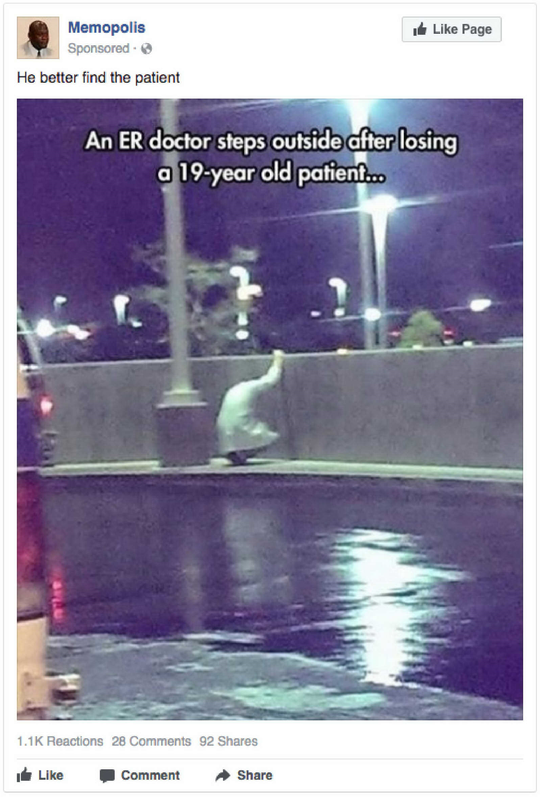 Memopolis
Sponsored ·
Like Page
He better find the patient
An ER doctor steps outside after losing
a 19-year old patient...
1.1K Reactions 28 Comments 92 Shares
Like Comment Share